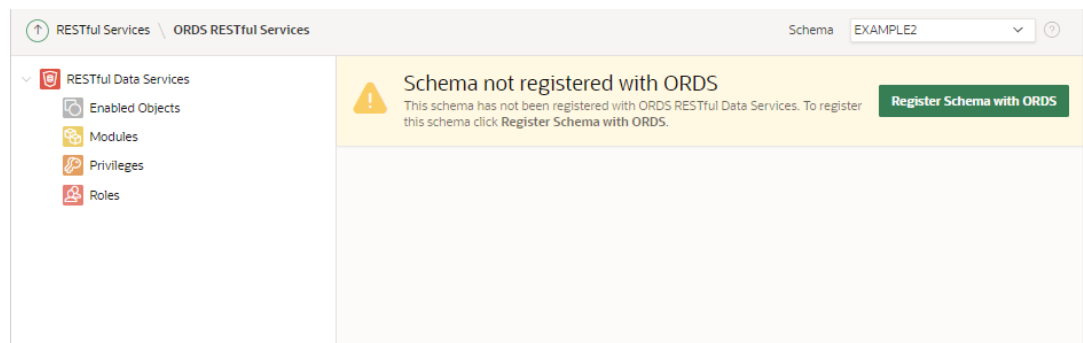 RESTful Services \ ORDS RESTful Services
Schema EXAMPLE2
RESTful Data Services
Enabled Objects
Modules
Privileges
Roles
Schema not registered with ORDS
This schema has not been registered with ORDS RESTful Data Services. To register
this schema click Register Schema with ORDS.
Register Schema with ORDS